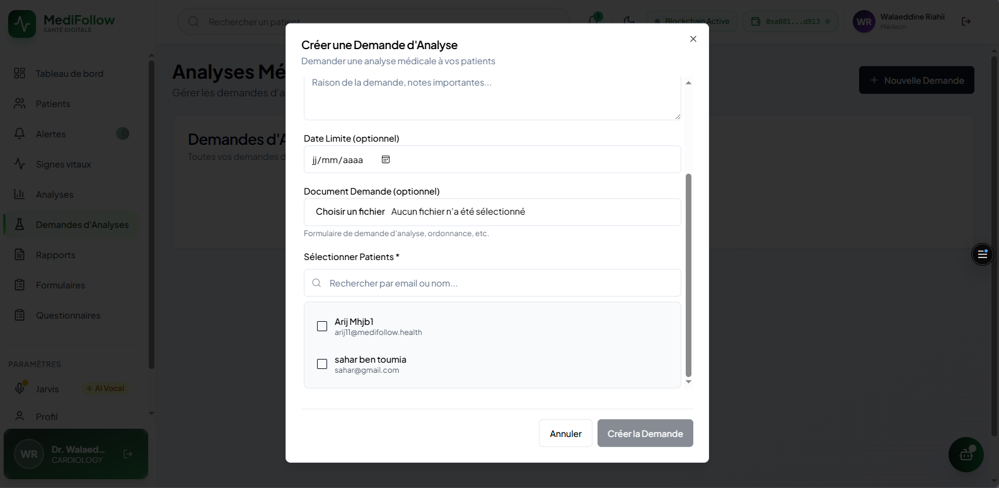 MediFollow
SANTÉ DIGITALE
Rechercher un patient
1
Blockchain Active
0xa081...d913
WR
Walaeddine Riahii
Médecin
Tableau de bord
Patients
Alertes
Signes vitaux
Analyses
Demandes d'Analyses
Rapports
Formulaires
Questionnaires
PARAMÈTRES
Jarvis
AI Vocal
Profil
WR
Dr. Walaed...
CARDIOLOGY
Analyses Mé
Gérer les demandes d'a
+ Nouvelle Demande
Demandes d'A
Toutes vos demandes d
Créer une Demande d'Analyse
Demander une analyse médicale à vos patients
Raison de la demande, notes importantes...
Date Limite (optionnel)
jj/mm/aaaa
Document Demande (optionnel)
Choisir un fichier Aucun fichier n'a été sélectionné
Formulaire de demande d'analyse, ordonnance, etc.
Sélectionner Patients *
Rechercher par email ou nom...
Arij Mhjb1
arij11@medifollow.health
sahar ben toumia
sahar@gmail.com
Annuler
Créer la Demande